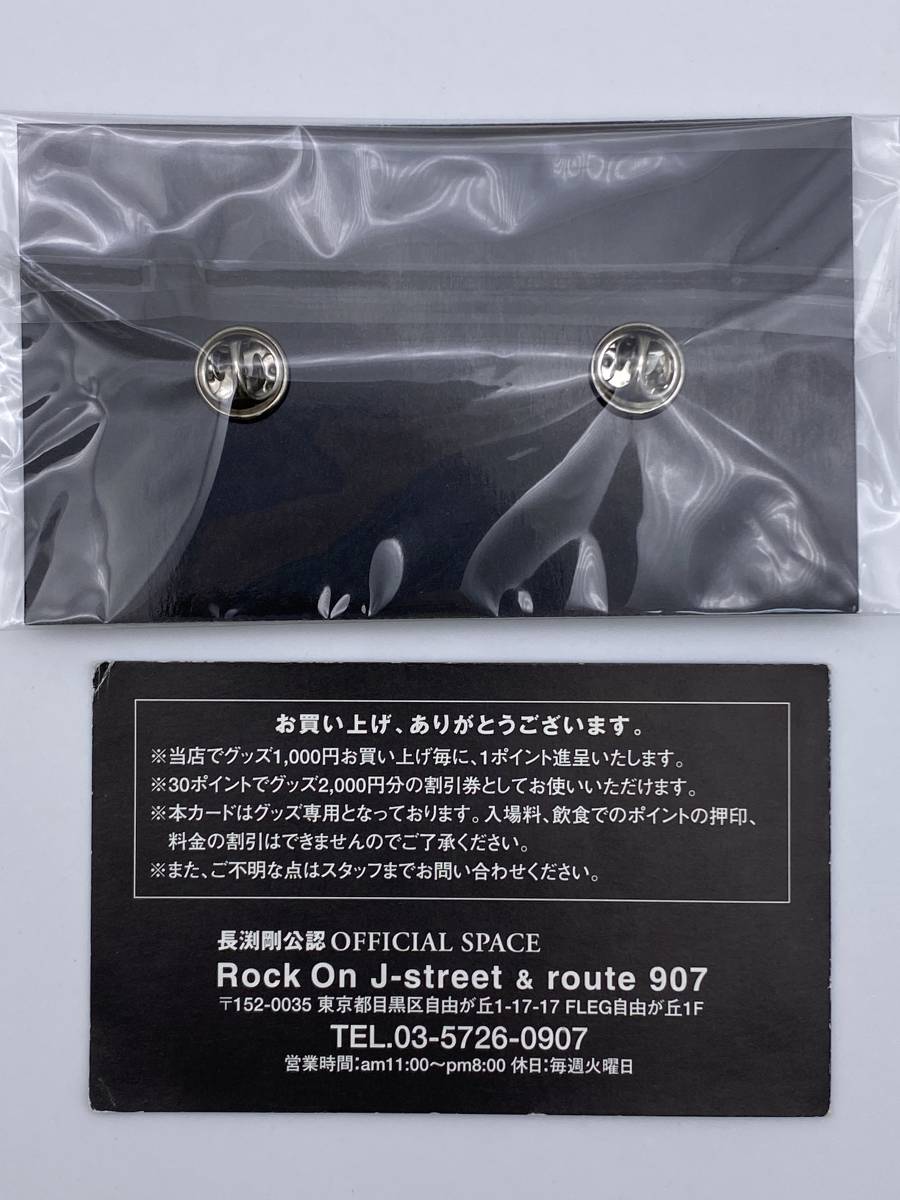 お買い上げ、ありがとうございます。
※当店でグッズ1,000円お買い上げ毎に、1ポイント進呈いたします。
※30ポイントでグッズ2,000円分の割引券としてお使いいただけます。
※本カードはグッズ専用となっております。入場料、飲食でのポイントの押印、
料金の割引はできませんのでご了承ください。
※また、ご不明な点はスタッフまでお問い合わせください。
長渕剛公認 OFFICIAL SPACE
Rock On J-street & route 907
〒152-0035 東京都目黒区自由が丘1-17-17 FLEG自由が丘1F
TEL.03-5726-0907
営業時間：am11:00〜pm8:00 休日：毎週火曜日